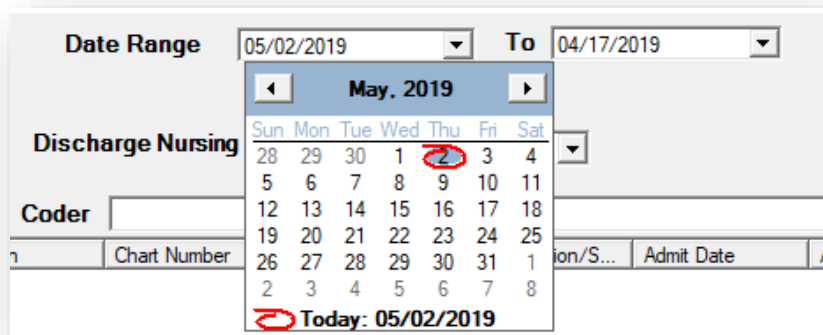 Date Range 05/02/2019 To 04/17/2019
May, 2019
Sun Mon Tue Wed Thu Fri Sat
Discharge Nursing 28 29 30 1 2 3 4
5 6 7 8 9 10 11
Coder 12 13 14 15 16 17 18
19 20 21 22 23 24 25
Chart Number 26 27 28 29 30 31 1 ion/S... Admit Date
2 3 4 5 6 7 8
Today: 05/02/2019